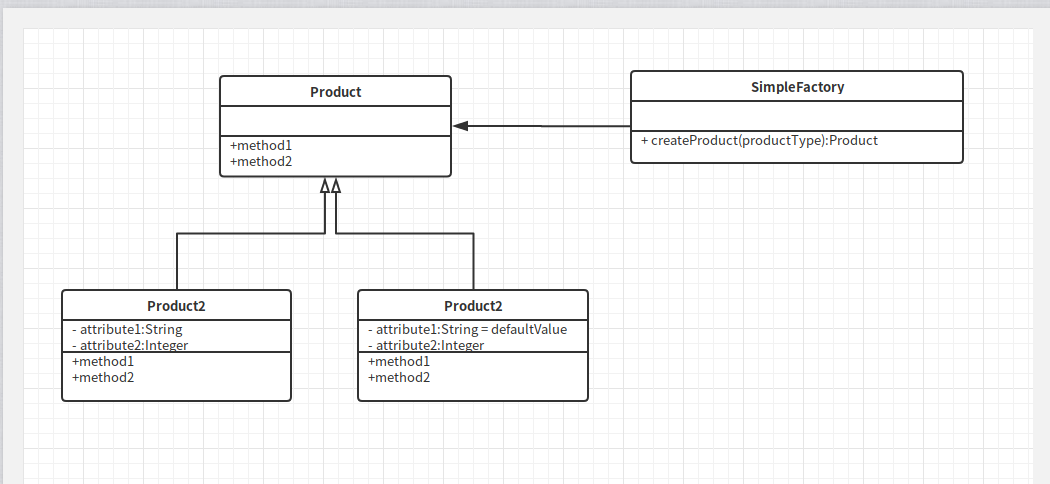 Product
+method1
+method2
SimpleFactory
+ createProduct(productType):Product
Product2
- attribute1:String
- attribute2:Integer
+method1
+method2
Product2
- attribute1:String = defaultValue
- attribute2:Integer
+method1
+method2